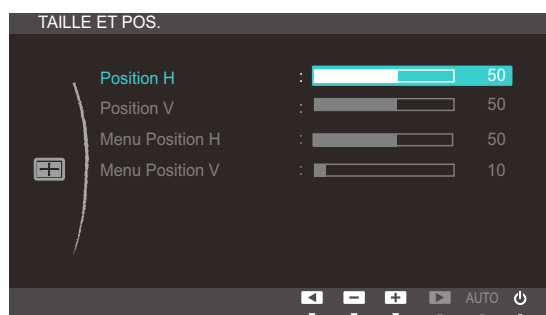 TAILLE ET POS.
Position H : 50
Position V : 50
Menu Position H : 50
Menu Position V : 10
AUTO